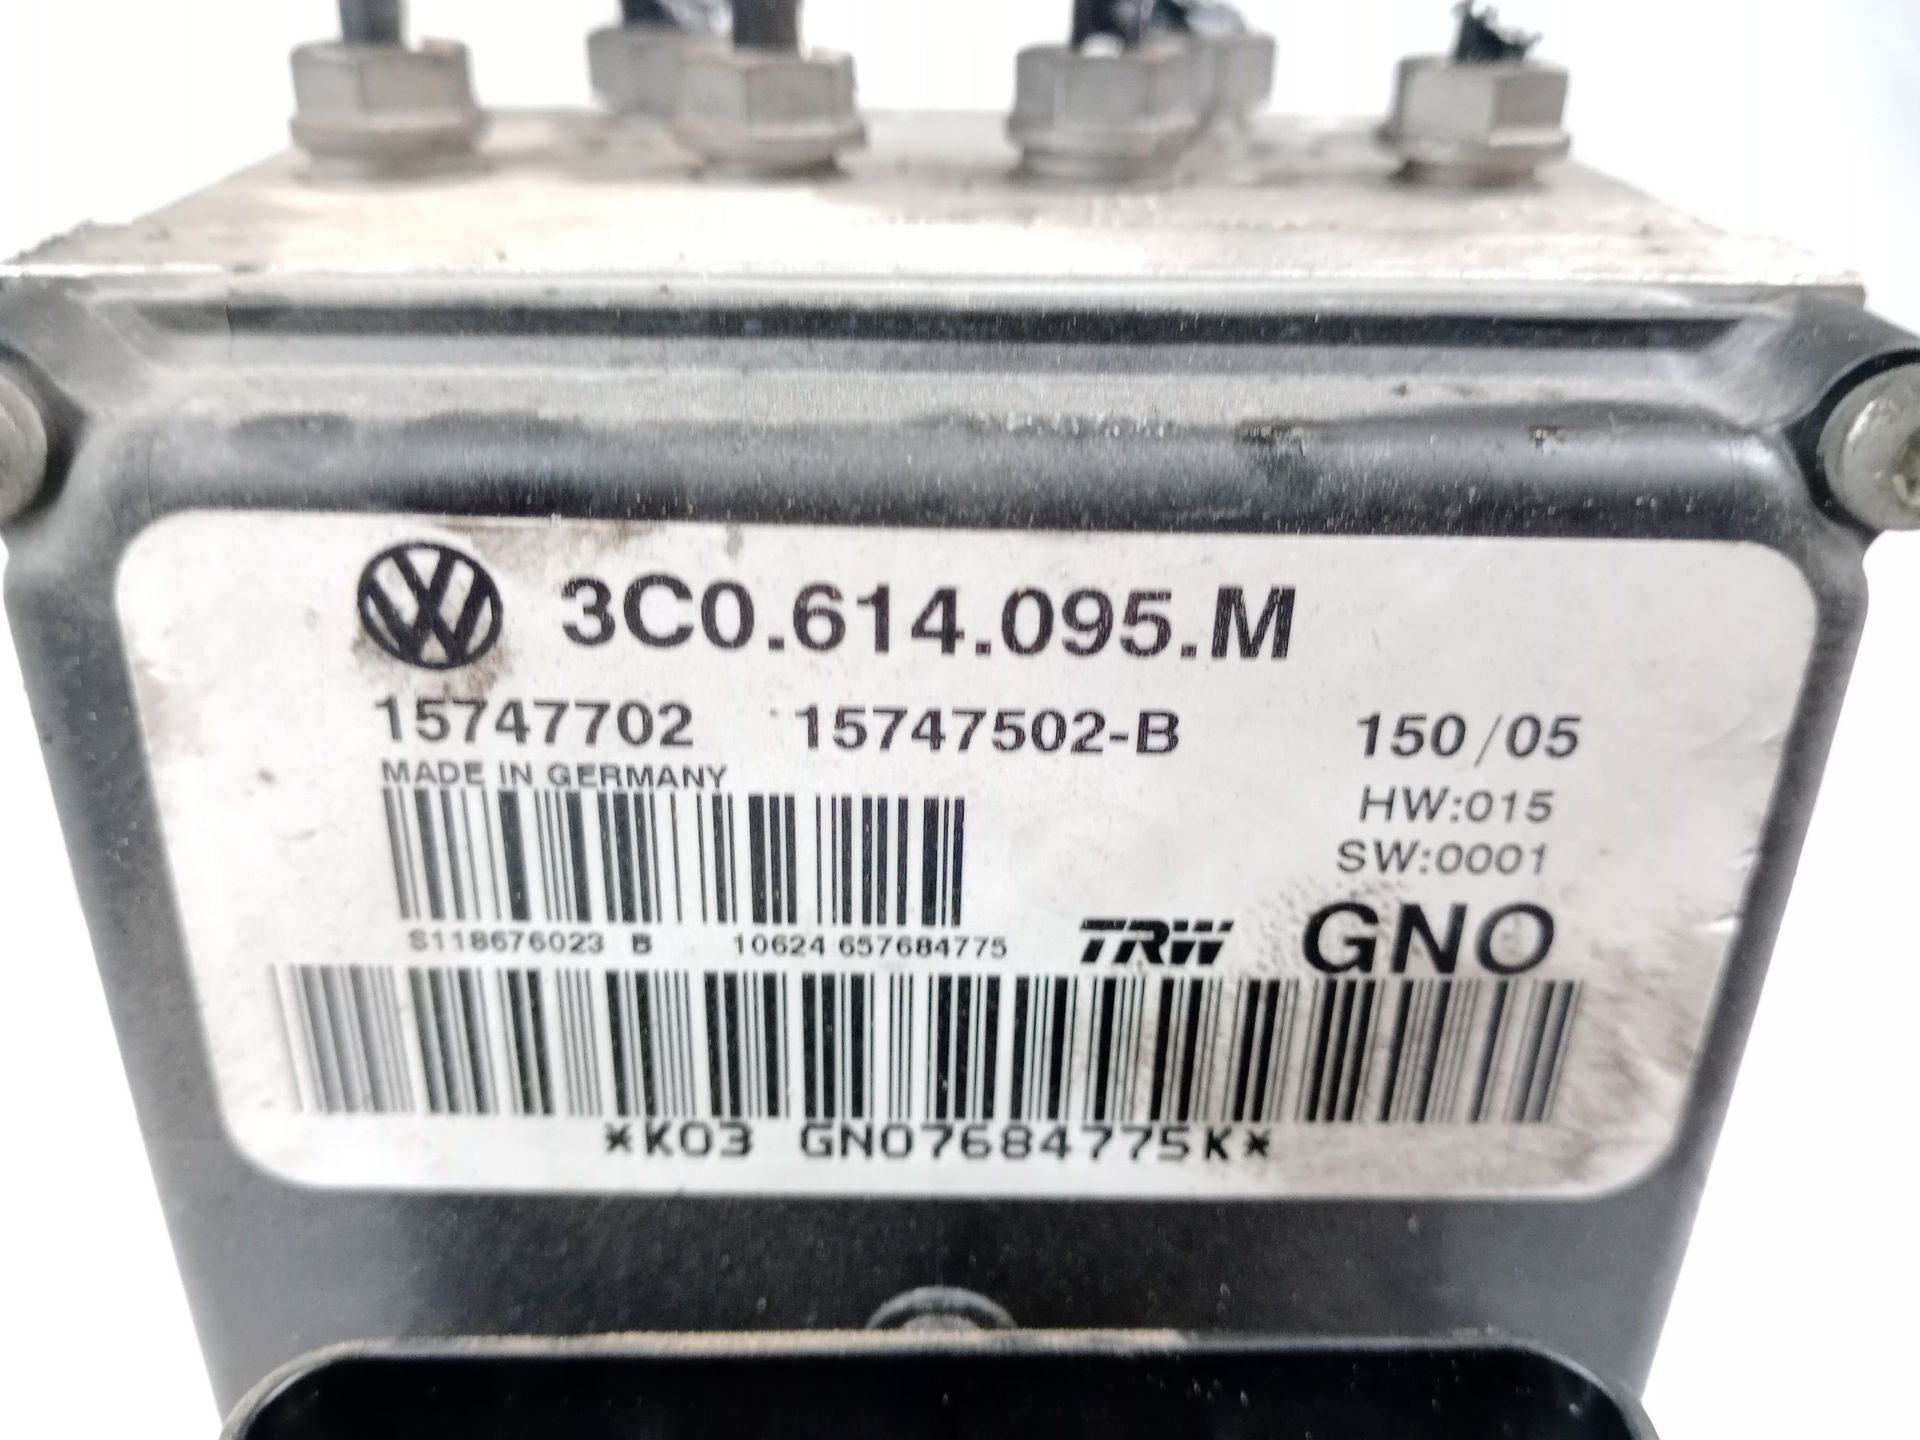 3C0.614.095.M
15747702 15747502-B 150/05
MADE IN GERMANY
HW:015
SW:0001
S118676023 B 10624 657684775 TRW GNO
*K03 GNO7684775K*